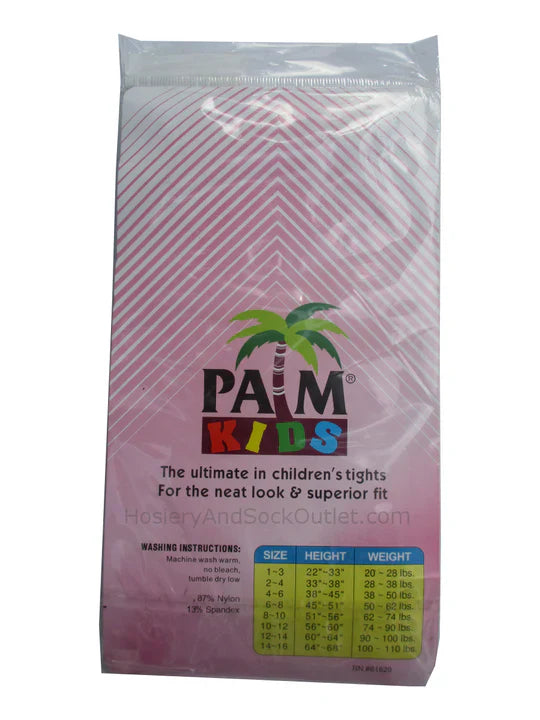 PALM®
KIDS
The ultimate in children's tights
For the neat look & superior fit
HosieryAndSockOutlet.com
WASHING INSTRUCTIONS:
Machine wash warm,
no bleach,
tumble dry low
87% Nylon
13% Spandex
SIZE HEIGHT WEIGHT
1~3 22"~33" 20 ~ 28 lbs.
2~4 33"~38" 28 ~ 38 lbs.
4~6 38"~45" 38 ~ 50 lbs.
6~8 45"~51" 50 ~ 62 lbs.
8~10 51"~56" 62 ~ 74 lbs.
10~12 56"~60" 74 ~ 90 lbs.
12~14 60"~64" 90 ~ 100 lbs.
14~16 64"~68" 100 ~ 110 lbs.
RN #61620